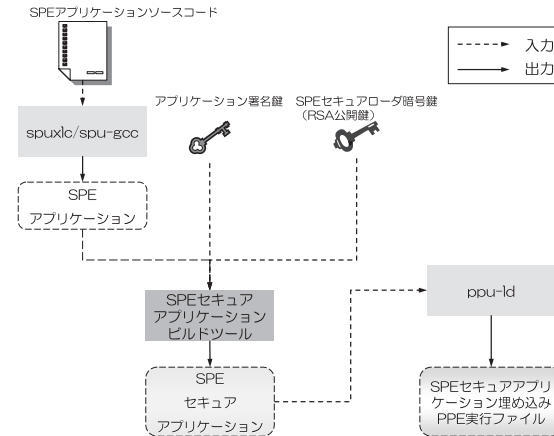 SPEアプリケーションソースコード
入力
出力
アプリケーション署名鍵
SPEセキュアローダ暗号鍵
（RSA公開鍵）
spuxlc/spu-gcc
SPE
アプリケーション
SPEセキュア
アプリケーション
ビルドツール
ppu-ld
SPE
セキュア
アプリケーション
SPEセキュアアプリ
ケーション埋め込み
PPE実行ファイル